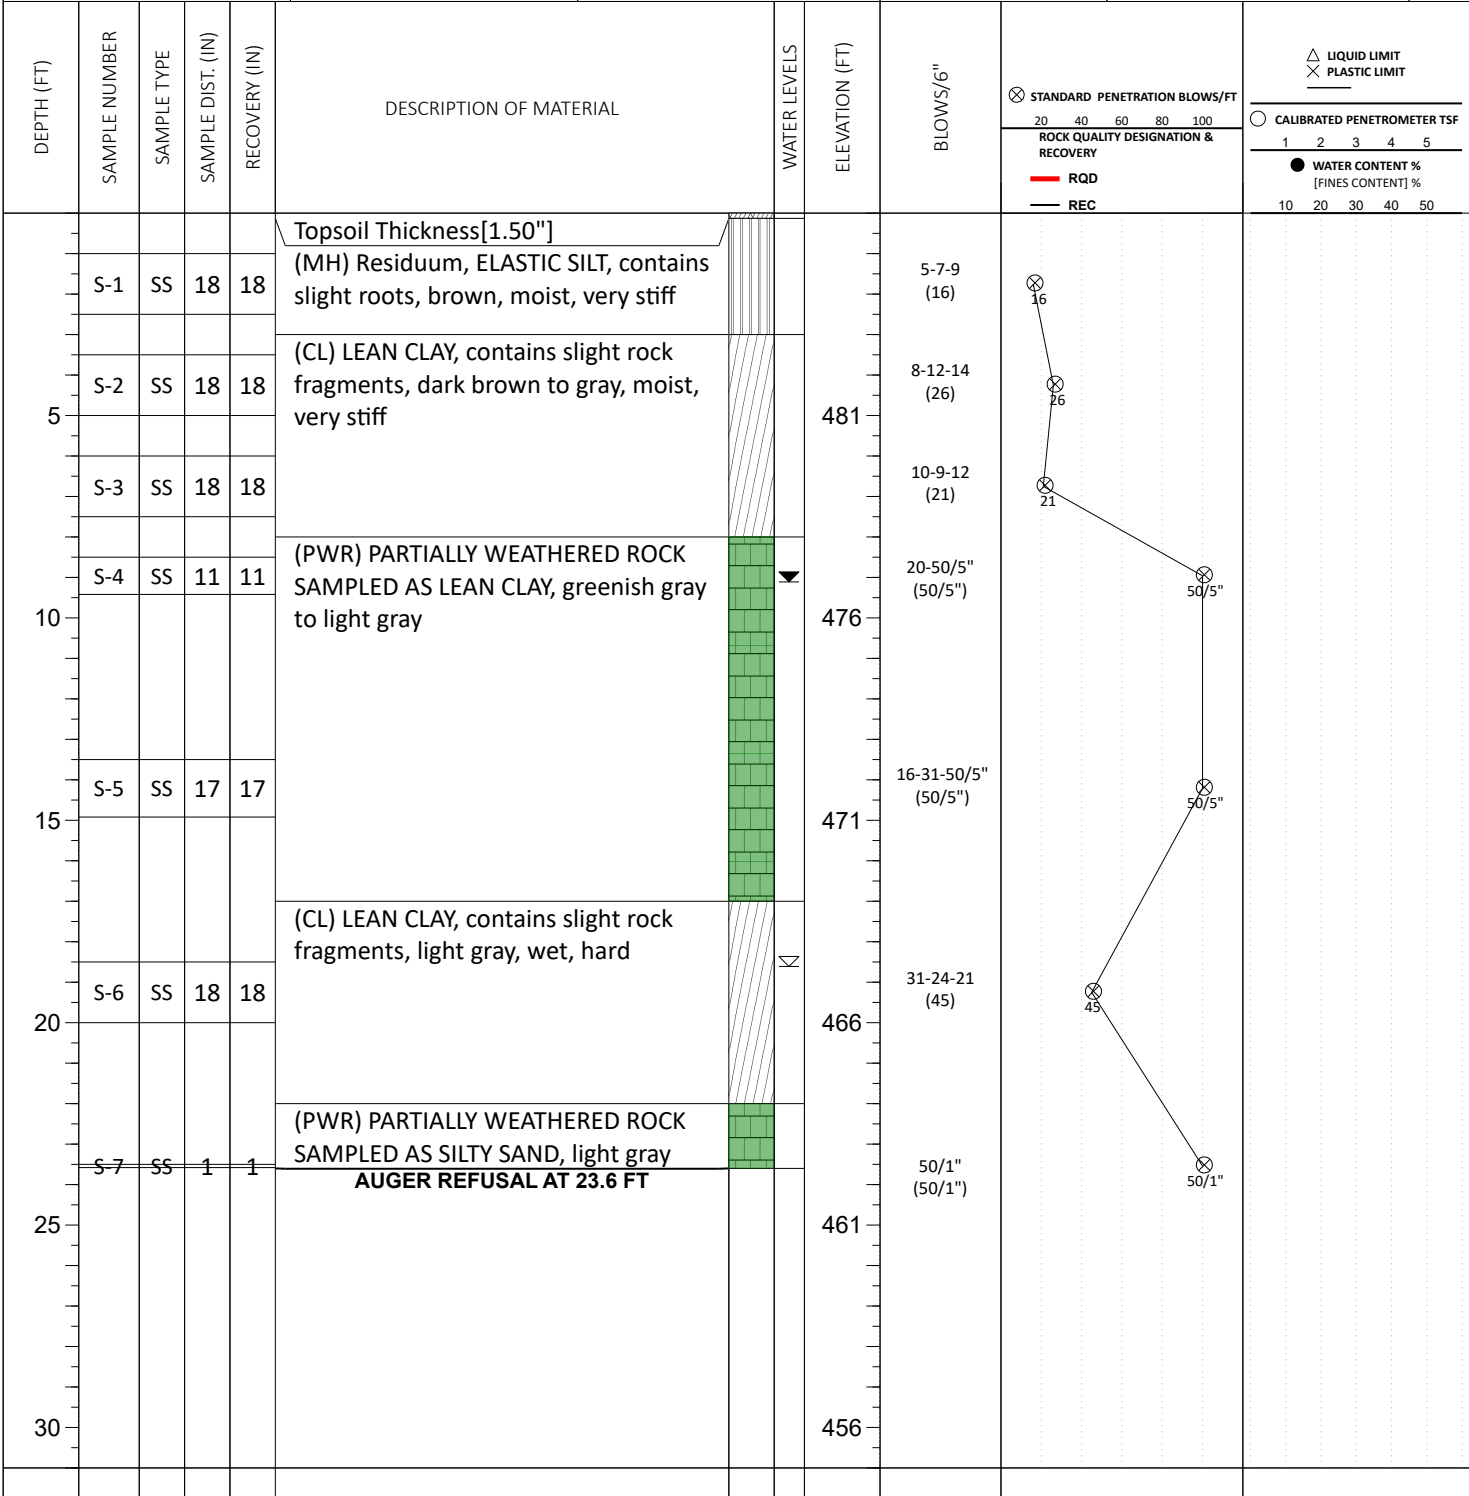 DEPTH (FT)
SAMPLE NUMBER
SAMPLE TYPE
SAMPLE DIST. (IN)
RECOVERY (IN)
DESCRIPTION OF MATERIAL
WATER LEVELS
ELEVATION (FT)
BLOWS/6"
STANDARD PENETRATION BLOWS/FT
20 40 60 80 100
ROCK QUALITY DESIGNATION &
RECOVERY
RQD
REC
LIQUID LIMIT
PLASTIC LIMIT
CALIBRATED PENETROMETER TSF
1 2 3 4 5
WATER CONTENT %
[FINES CONTENT] %
10 20 30 40 50
Topsoil Thickness[1.50"]
(MH) Residuum, ELASTIC SILT, contains
slight roots, brown, moist, very stiff
S-1 SS 18 18
5-7-9
(16)
16
(CL) LEAN CLAY, contains slight rock
fragments, dark brown to gray, moist,
very stiff
S-2 SS 18 18
8-12-14
(26)
26
5
481
S-3 SS 18 18
10-9-12
(21)
21
(PWR) PARTIALLY WEATHERED ROCK
SAMPLED AS LEAN CLAY, greenish gray
to light gray
S-4 SS 11 11
20-50/5"
(50/5")
50/5"
10
476
S-5 SS 17 17
16-31-50/5"
(50/5")
50/5"
15
471
(CL) LEAN CLAY, contains slight rock
fragments, light gray, wet, hard
S-6 SS 18 18
31-24-21
(45)
45
20
466
(PWR) PARTIALLY WEATHERED ROCK
SAMPLED AS SILTY SAND, light gray
S-7 SS 1 1
50/1"
(50/1")
50/1"
AUGER REFUSAL AT 23.6 FT
25
461
30
456